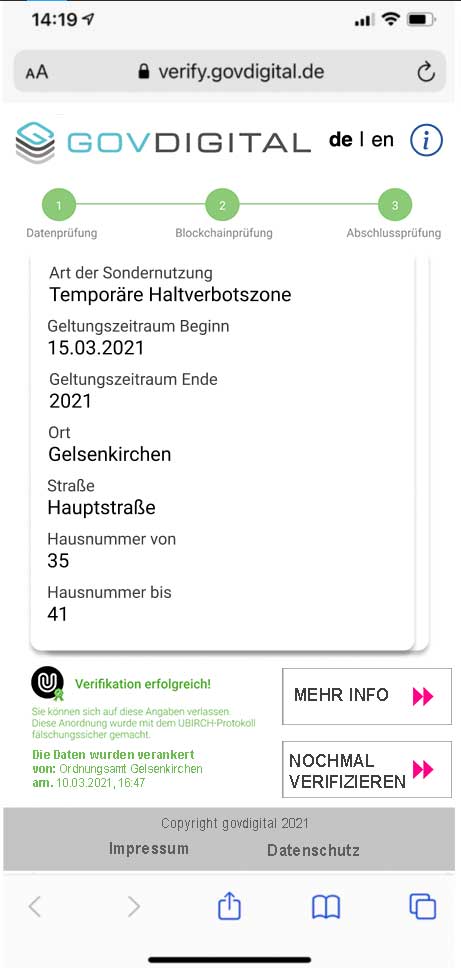 14:19
AA verify.govdigital.de
GOVDIGITAL de | en i
1 2 3
Datenprüfung Blockchainprüfung Abschlussprüfung
Art der Sondernutzung
Temporäre Haltverbotszone
Geltungszeitraum Beginn
15.03.2021
Geltungszeitraum Ende
2021
Ort
Gelsenkirchen
Straße
Hauptstraße
Hausnummer von
35
Hausnummer bis
41
Verifikation erfolgreich!
Sie können sich auf diese Angaben verlassen.
Diese Anordnung wurde mit dem UBIRCH-Protokoll
fälschungssicher gemacht.
Die Daten wurden verankert
von: Ordnungsamt Gelsenkirchen
am. 10.03.2021, 16:47
MEHR INFO
NOCHMAL
VERIFIZIEREN
Copyright govdigital 2021
Impressum Datenschutz